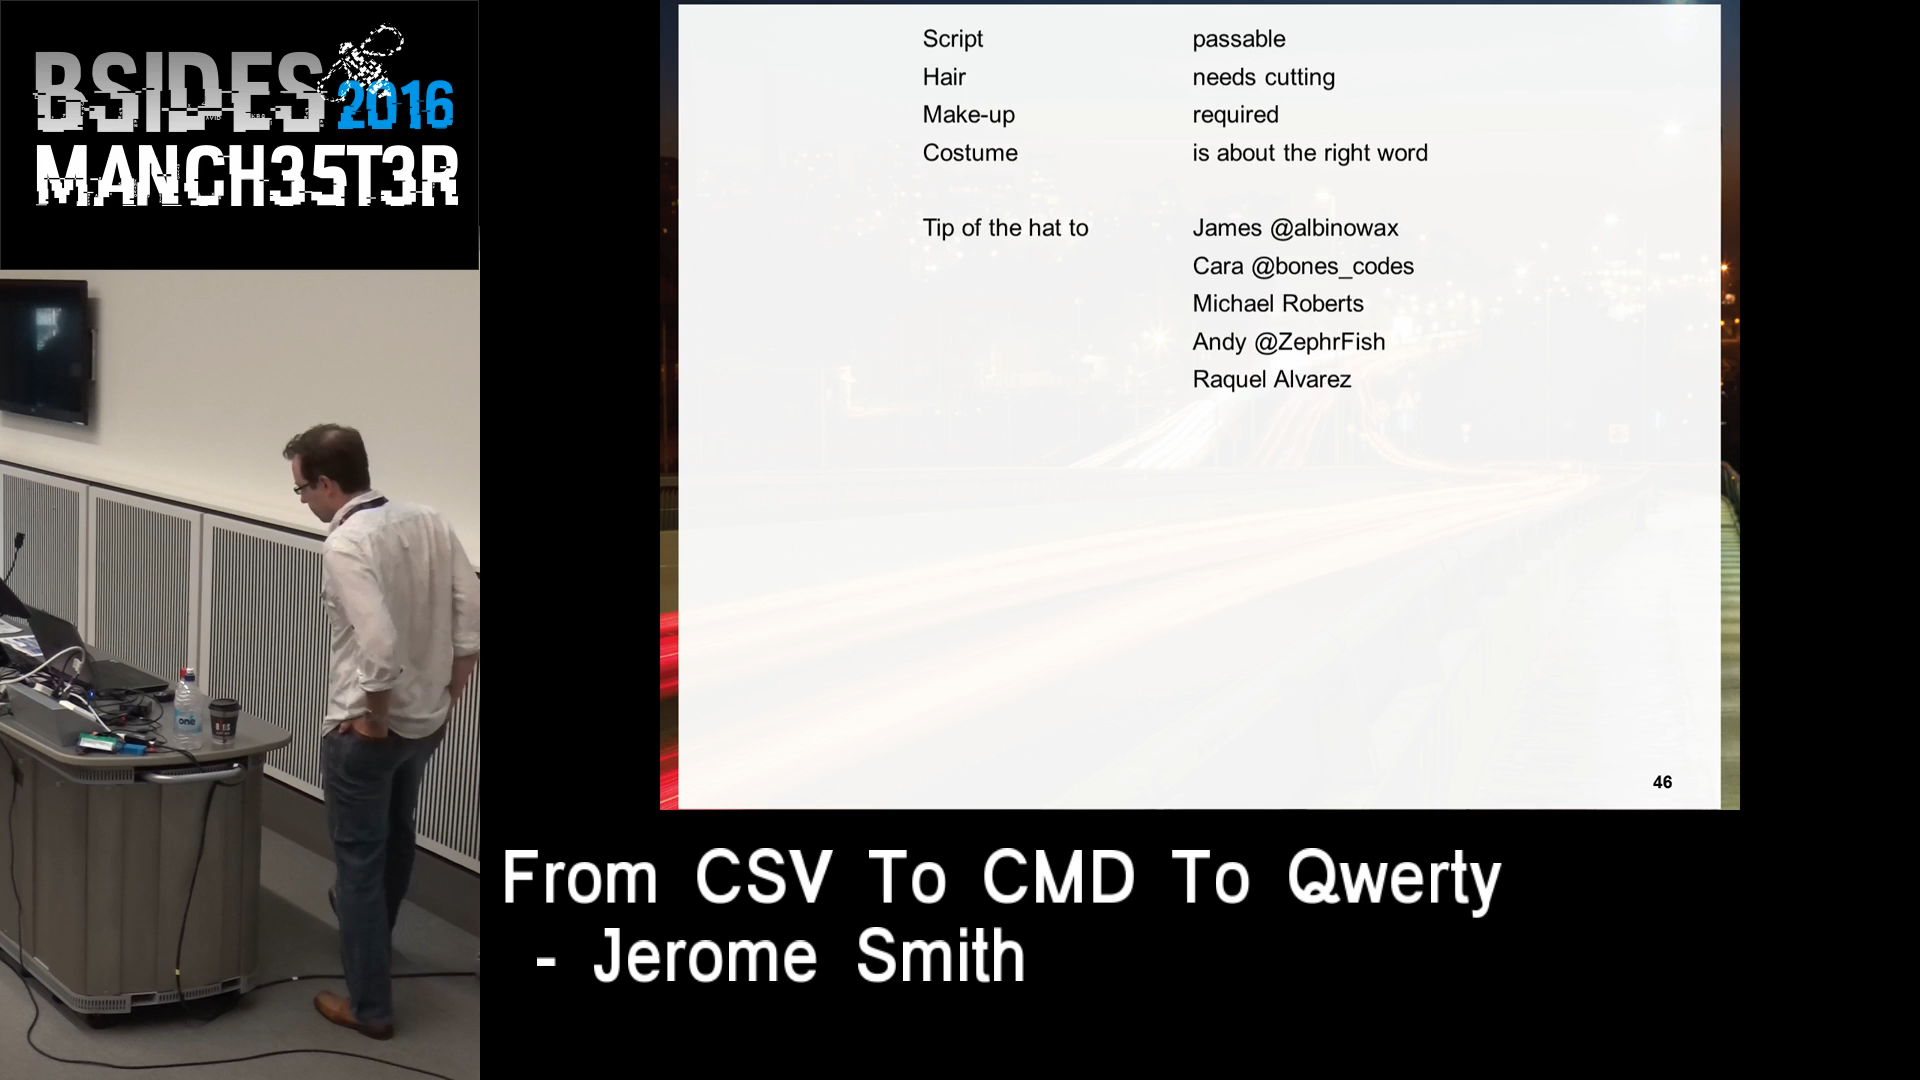 BSIDES 2016
MANCH35T3R
Script passable
Hair needs cutting
Make-up required
Costume is about the right word
Tip of the hat to James @albinowax
Cara @bones_codes
Michael Roberts
Andy @ZephrFish
Raquel Alvarez
46
one
From CSV To CMD To Qwerty
- Jerome Smith